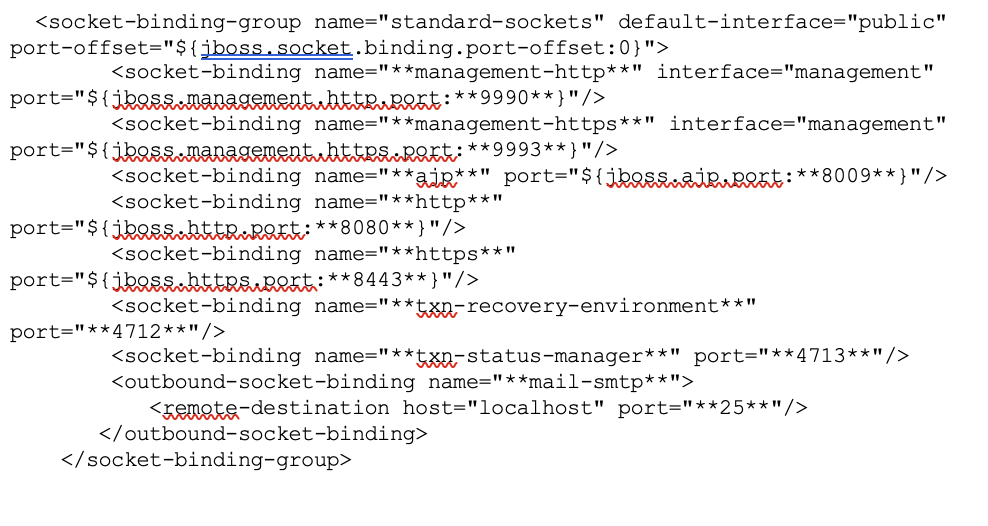 <socket-binding-group name="standard-sockets" default-interface="public"
port-offset="${jboss.socket.binding.port-offset:0}">
<socket-binding name="**management-http**" interface="management"
port="${jboss.management.http.port:**9990**}"/>
<socket-binding name="**management-https**" interface="management"
port="${jboss.management.https.port:**9993**}"/>
<socket-binding name="**ajp**" port="${jboss.ajp.port:**8009**}"/>
<socket-binding name="**http**"
port="${jboss.http.port:**8080**}"/>
<socket-binding name="**https**"
port="${jboss.https.port:**8443**}"/>
<socket-binding name="**txn-recovery-environment**"
port="**4712**"/>
<socket-binding name="**txn-status-manager**" port="**4713**"/>
<outbound-socket-binding name="**mail-smtp**">
<remote-destination host="localhost" port="**25**"/>
</outbound-socket-binding>
</socket-binding-group>